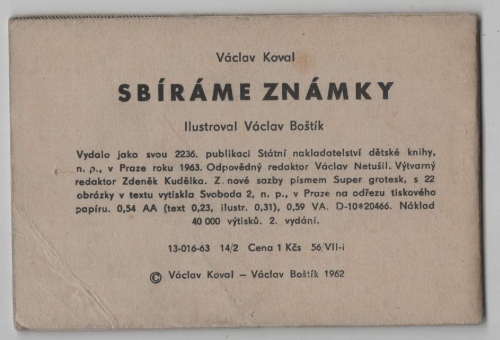 Václav Koval
SBÍRÁME ZNÁMKY
Ilustroval Václav Boštík
Vydalo jako svou 2236. publikaci Státní nakladatelství dětské knihy,
n. p., v Praze roku 1963. Odpovědný redaktor Václav Netušil. Výtvarný
redaktor Zdeněk Kudělka. Z nové sazby písmem Super grotesk, s 22
obrázky v textu vytiskla Svoboda 2, n. p., v Praze na odřezu tiskového
papíru. 0,54 AA (text 0,23, ilustr. 0,31), 0,59 VA. D-10*20466. Náklad
40 000 výtisků. 2. vydání.
13-016-63 14/2 Cena 1 Kčs 56/VII-i
© Václav Koval – Václav Boštík 1962